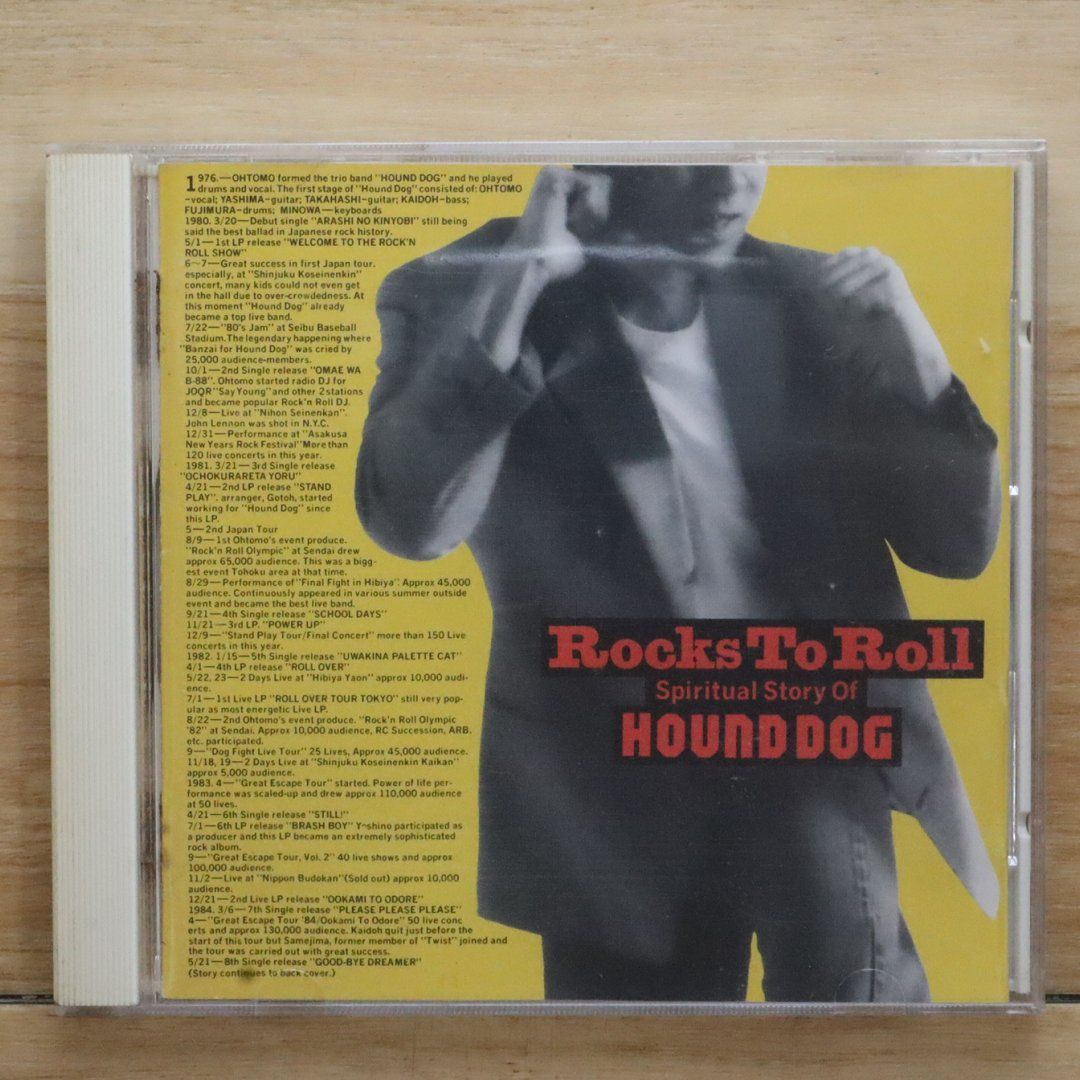 1976.—OHTOMO formed the trio band "HOUND DOG" and he played
drums and vocal. The first stage of "Hound Dog" consisted of: OHTOMO
-vocal; YASHIMA-guitar; TAKAHASHI-guitar; KAIDOH-bass;
FUJIMURA-drums; MINOWA-keyboards
1980. 3/20—Debut single "ARASHI NO KINYOBI" still being
said the best ballad in Japanese rock history.
5/1—1st LP release "WELCOME TO THE ROCK'N
ROLL SHOW"
6~7—Great success in first Japan tour.
especially, at "Shinjuku Koseinenkin"
concert, many kids could not even get
in the hall due to over-crowdedness. At
this moment "Hound Dog" already
became a top live band.
7/22—"80's Jam" at Seibu Baseball
Stadium. The legendary happening where
"Banzai for Hound Dog" was cried by
25,000 audience-members.
10/1—2nd Single release "OMAE WA
B-88". Ohtomo started radio DJ for
JOQR "Say Young" and other 2 stations
and became popular Rock'n Roll DJ.
12/8—Live at "Nihon Seinenkan".
John Lennon was shot in N.Y.C.
12/31—Performance at "Asakusa
New Years Rock Festival" More than
120 live concerts in this year.
1981. 3/21—3rd Single release
"OCHOKURARETA YORU"
4/21—2nd LP release "STAND
PLAY". arranger, Gotoh, started
working for "Hound Dog" since
this LP.
5—2nd Japan Tour
8/9—1st Ohtomo's event produce.
"Rock'n Roll Olympic" at Sendai drew
approx 65,000 audience. This was a bigg-
est event Tohoku area at that time.
8/29—Performance of "Final Fight in Hibiya". Approx 45,000
audience. Continuously appeared in various summer outside
event and became the best live band.
9/21—4th Single release "SCHOOL DAYS"
11/21—3rd LP. "POWER UP"
12/9—"Stand Play Tour/Final Concert" more than 150 Live
concerts in this year.
1982. 1/15—5th Single release "UWAKINA PALETTE CAT"
4/1—4th LP release "ROLL OVER"
5/22, 23—2 Days Live at "Hibiya Yaon" approx 10,000 audi-
ence.
7/1—1st Live LP "ROLL OVER TOUR TOKYO" still very pop-
ular as most energetic Live LP.
8/22—2nd Ohtomo's event produce. "Rock'n Roll Olympic
'82" at Sendai. Approx 10,000 audience, RC Succession, ARB.
etc. participated.
9—"Dog Fight Live Tour" 25 Lives, Approx 45,000 audience.
11/18, 19—2 Days Live at "Shinjuku Koseinenkin Kaikan"
approx 5,000 audience.
1983. 4—"Great Escape Tour" started. Power of life per-
formance was scaled-up and drew approx 110,000 audience
at 50 lives.
4/21—6th Single release "STILL!"
7/1—6th LP release "BRASH BOY" Yoshino participated as
a producer and this LP became an extremely sophisticated
rock album.
9—"Great Escape Tour, Vol. 2" 40 live shows and approx
100,000 audience.
11/2—Live at "Nippon Budokan" (Sold out) approx 10,000
audience.
12/21—2nd Live LP release "OOKAMI TO ODORE"
1984. 3/6—7th Single release "PLEASE PLEASE PLEASE"
4—"Great Escape Tour '84/Ookami To Odore" 50 live conc
erts and approx 130,000 audience. Kaidoh quit just before the
start of this tour but Samejima, former member of "Twist" joined and
the tour was carried out with great success.
5/21—8th Single release "GOOD-BYE DREAMER"
(Story continues to back cover.)
Rocks To Roll
Spiritual Story Of
HOUND DOG